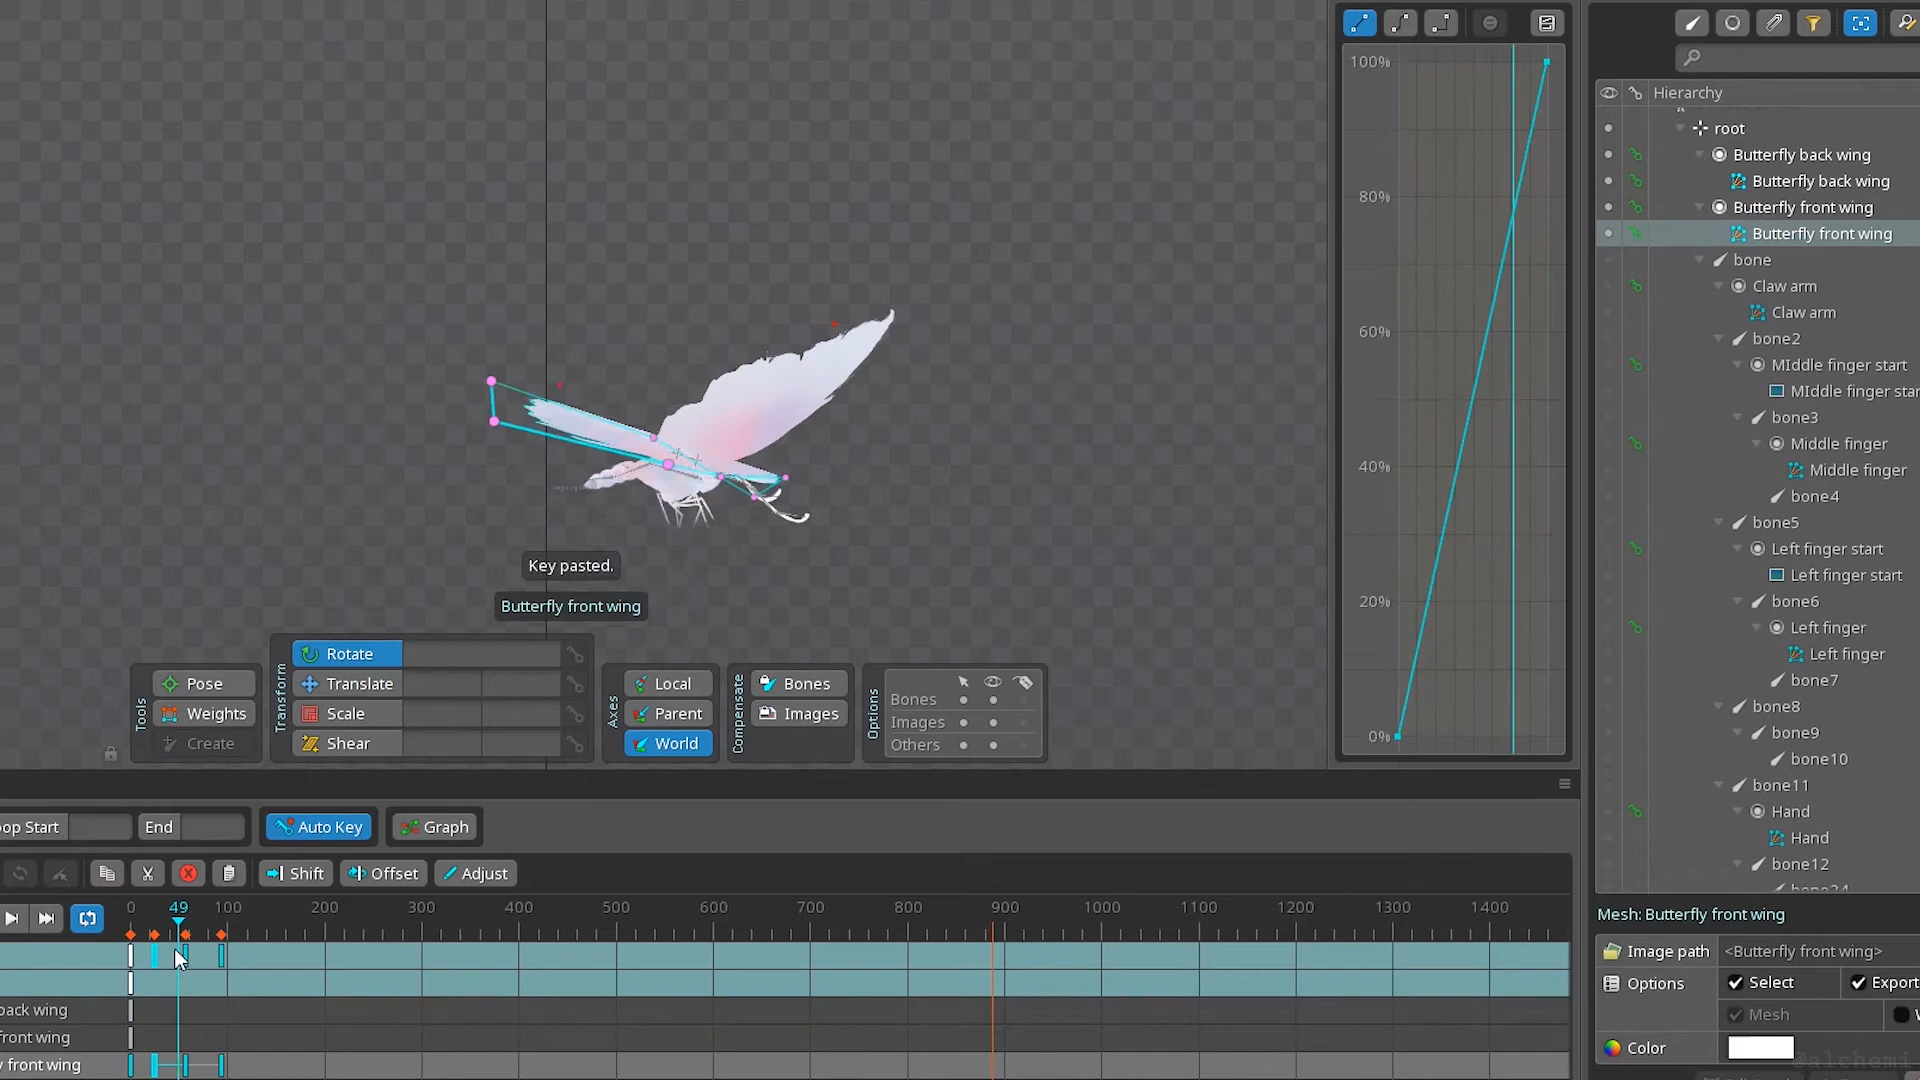 100%
80%
60%
40%
20%
0%
Hierarchy
root
Butterfly back wing
Butterfly back wing
Butterfly front wing
Butterfly front wing
bone
Claw arm
Claw arm
bone2
MIddle finger start
MIddle finger star
bone3
Middle finger
Middle finger
bone4
bone5
Left finger start
Left finger start
bone6
Left finger
Left finger
bone7
bone8
bone9
bone10
bone11
Hand
Hand
bone12
bone24
Key pasted.
Butterfly front wing
Tools
Pose
Weights
Create
Transform
Rotate
Translate
Scale
Shear
Axes
Local
Parent
World
Compensate
Bones
Images
Options
Bones
Images
Others
oop Start
End
Auto Key
Graph
Shift
Offset
Adjust
0 49 100 200 300 400 500 600 700 800 900 1000 1100 1200 1300 1400
back wing
front wing
y front wing
Mesh: Butterfly front wing
Image path <Butterfly front wing>
Options Select Export
Mesh
Color
@alchemi